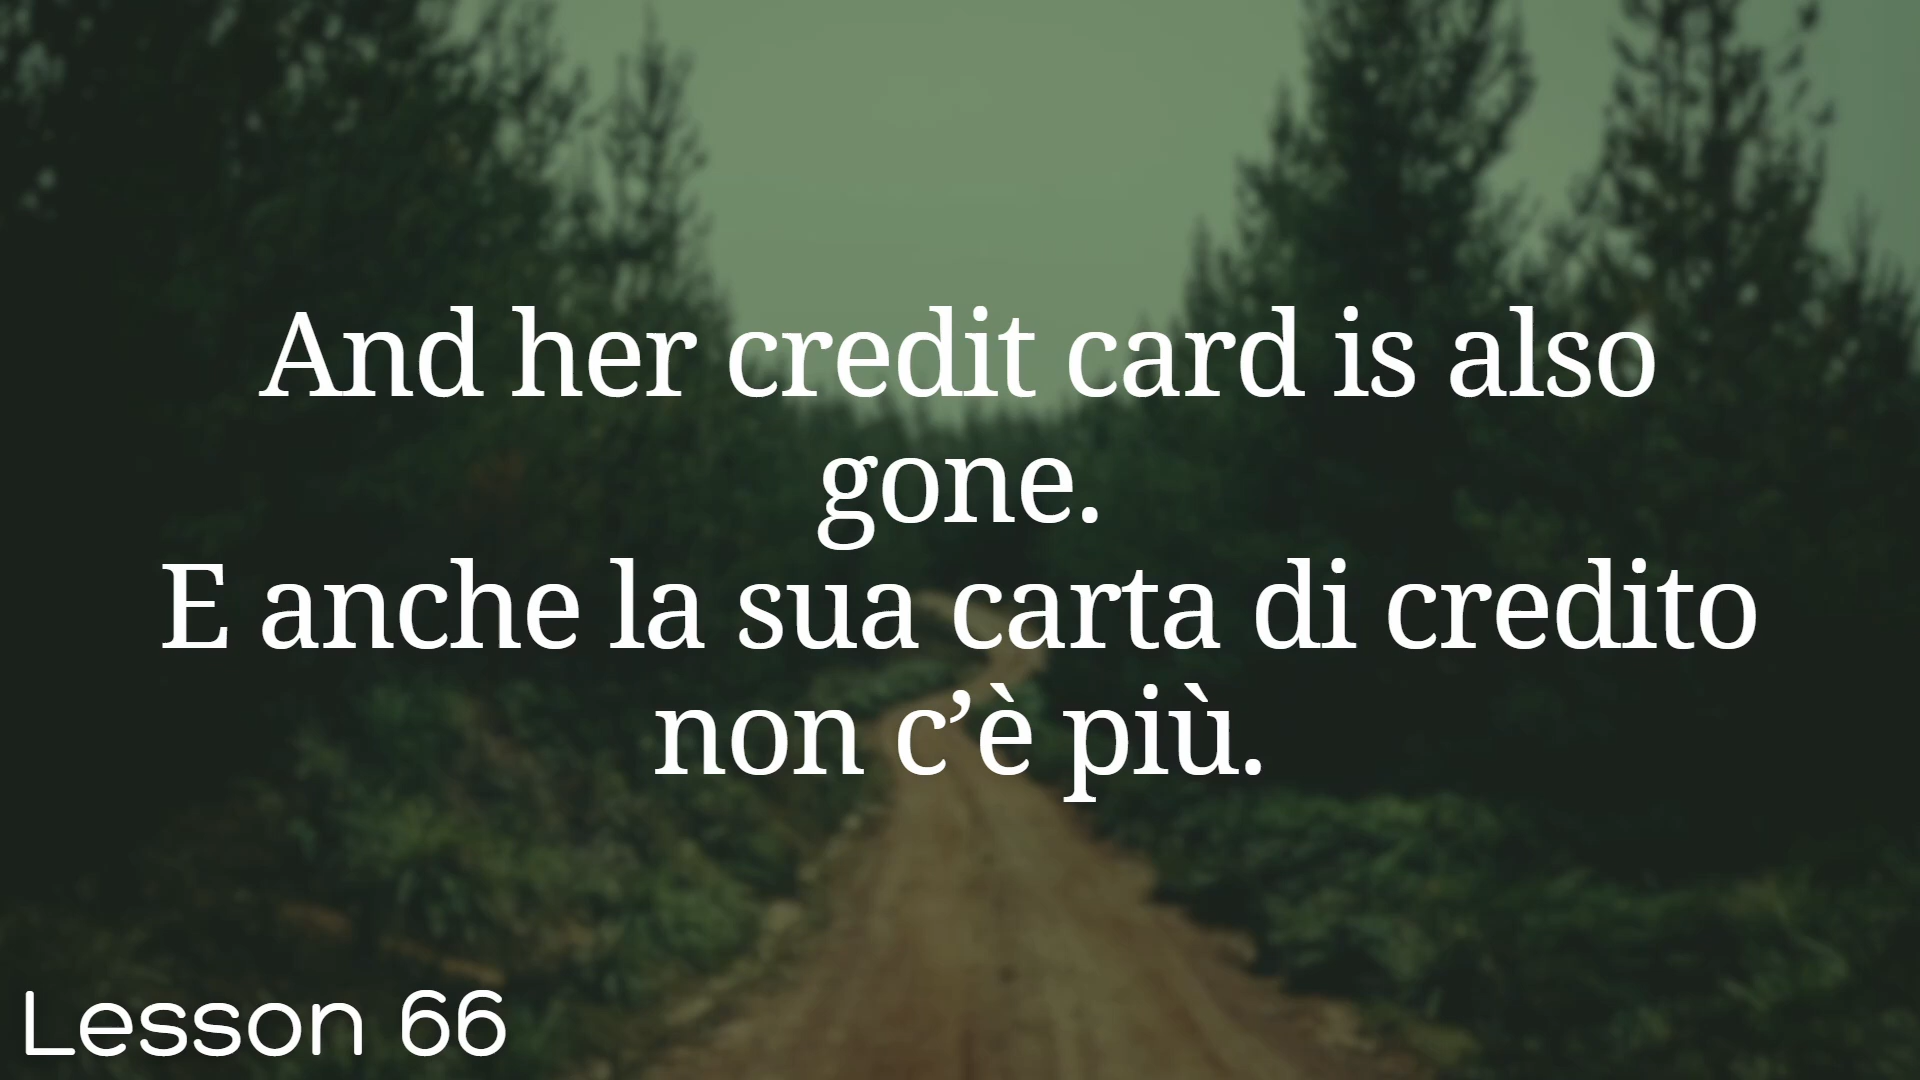 And her credit card is also
gone.
E anche la sua carta di credito
non c’è più.
Lesson 66